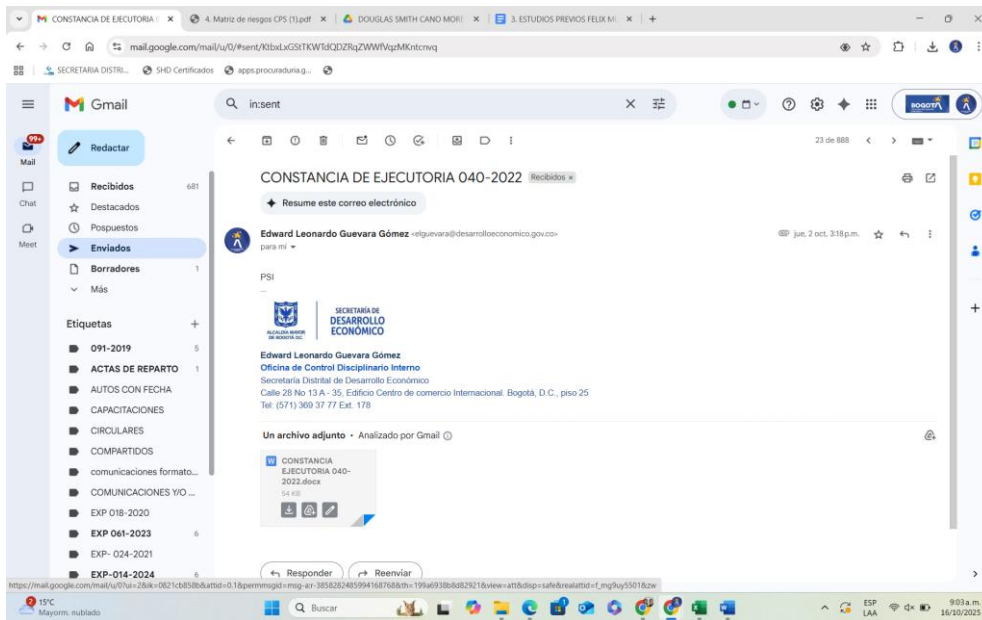 CONSTANCIA DE EJECUTORIA
4. Matriz de riesgos CPS (1).pdf
DOUGLAS SMITH CANO MOR
3. ESTUDIOS PREVIOS FELIX M
mail.google.com/mail/u/0/#sent/KtbxLxGStTKWTdQDZRqZWWfVqzMKntcnvq
SECRETARIA DISTRI...
SHD Certificados
apps.procuraduria.g...
Gmail
in:sent
BOGOTÁ
99+
Mail
Chat
Meet
Redactar
Recibidos 681
Destacados
Pospuestos
Enviados
Borradores 1
Más
Etiquetas
091-2019 5
ACTAS DE REPARTO 1
AUTOS CON FECHA
CAPACITACIONES
CIRCULARES
COMPARTIDOS
comunicaciones formato...
COMUNICACIONES Y/O ...
EXP 018-2020
EXP 061-2023 6
EXP- 024-2021
EXP-014-2024 6
23 de 888
CONSTANCIA DE EJECUTORIA 040-2022 Recibidos ×
Resume este correo electrónico
Edward Leonardo Guevara Gómez <elguevara@desarrolloeconomico.gov.co>
jue, 2 oct, 3:18 p.m.
para mí
PSI
--
ALCALDÍA MAYOR
DE BOGOTÁ D.C.
SECRETARÍA DE
DESARROLLO
ECONÓMICO
Edward Leonardo Guevara Gómez
Oficina de Control Disciplinario Interno
Secretaría Distrital de Desarrollo Económico
Calle 28 No 13 A - 35, Edificio Centro de comercio Internacional. Bogotá, D.C., piso 25
Tel: (571) 369 37 77 Ext. 178
Un archivo adjunto • Analizado por Gmail
W CONSTANCIA
EJECUTORIA 040-
2022.docx
54 KB
Responder
Reenviar
15°C
Mayorm. nublado
Buscar
ESP
LAA
9:03 a.m.
16/10/2025